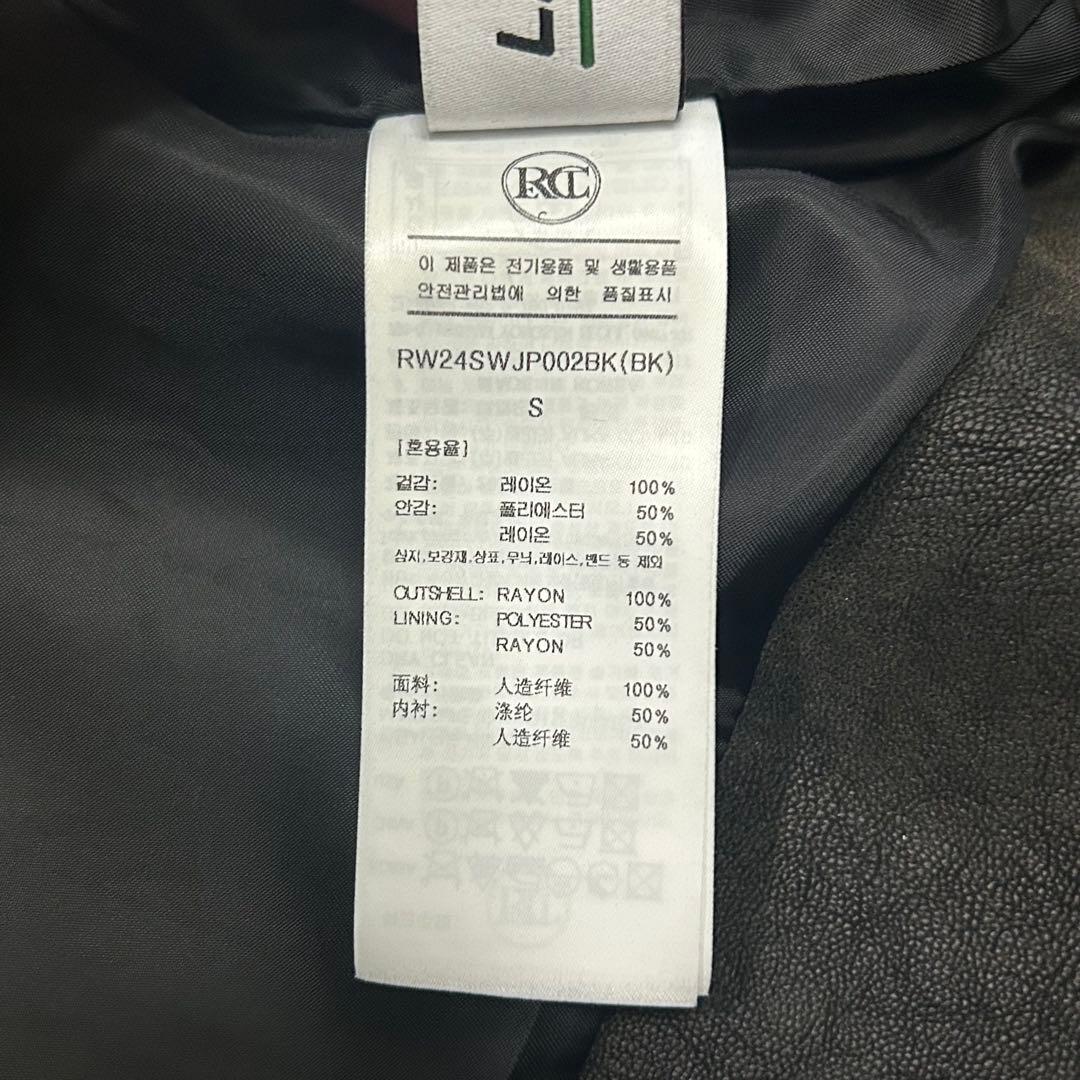 RCT
C
이 제품은 전기용품 및 생활용품
안전관리법에 의한 품질표시
RW24SWJP002BK(BK)
S
[혼용율]
겉감: 레이온 100%
안감: 폴리에스터 50%
레이온 50%
심지,보강재,상표,무늬,레이스,밴드 등 제외
OUTSHELL: RAYON 100%
LINING: POLYESTER 50%
RAYON 50%
面料: 人造纤维 100%
内衬: 涤纶 50%
人造纤维 50%